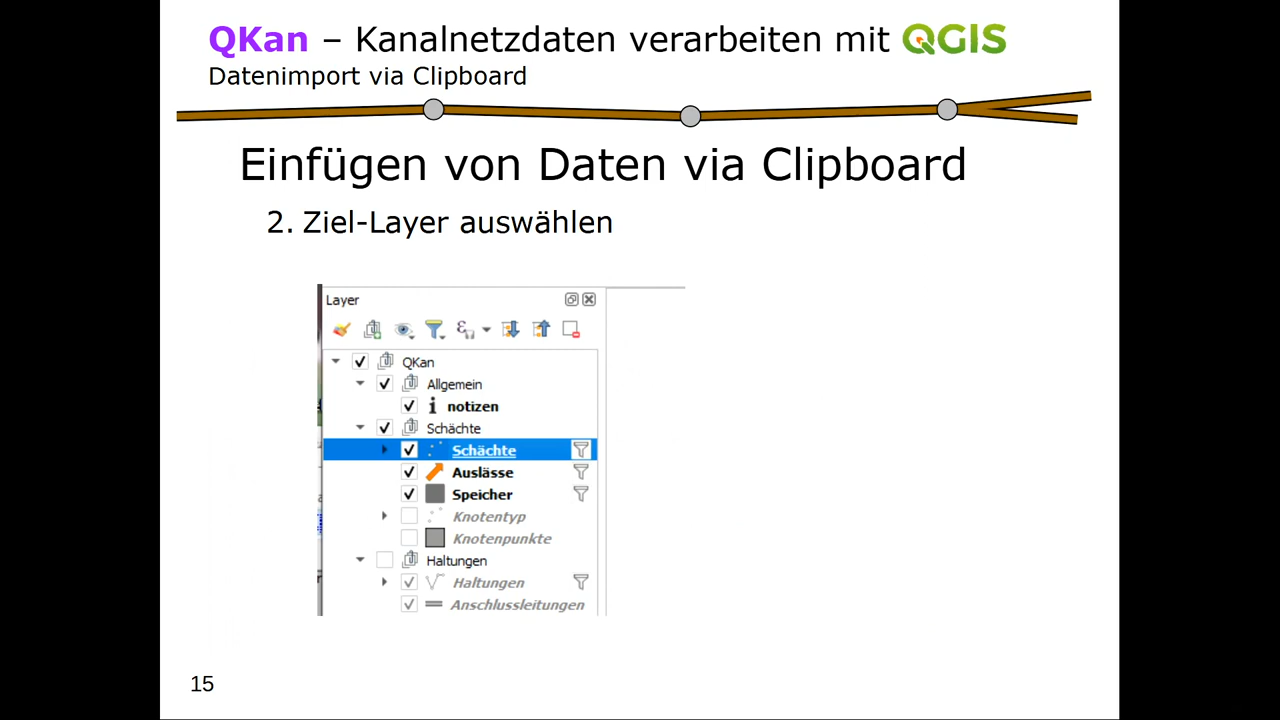 QKan – Kanalnetzdaten verarbeiten mit QGIS
Datenimport via Clipboard
Einfügen von Daten via Clipboard
2. Ziel-Layer auswählen
Layer
QKan
Allgemein
notizen
Schächte
Schächte
Auslässe
Speicher
Knotentyp
Knotenpunkte
Haltungen
Haltungen
Anschlussleitungen
15